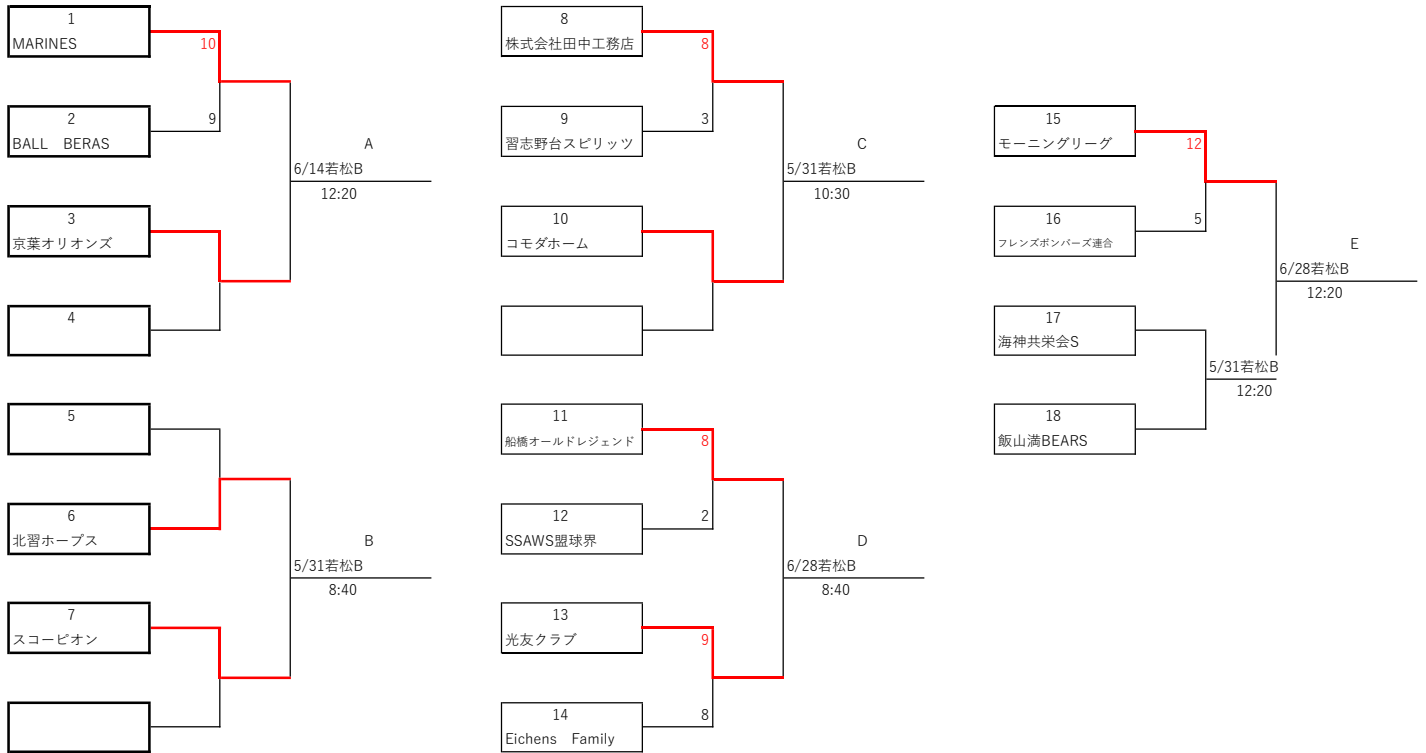 1
MARINES
10
2
BALL　BERAS
9
A
6/14若松B
12:20
3
京葉オリオンズ
4
5
6
北習ホープス
B
5/31若松B
8:40
7
スコーピオン
8
株式会社田中工務店
8
9
習志野台スピリッツ
3
C
5/31若松B
10:30
10
コモダホーム
11
船橋オールドレジェンド
8
12
SSAWS盟球界
2
D
6/28若松B
8:40
13
光友クラブ
9
14
Eichens　Family
8
15
モーニングリーグ
12
16
フレンズボンバーズ連合
5
E
6/28若松B
12:20
17
海神共栄会S
5/31若松B
12:20
18
飯山満BEARS